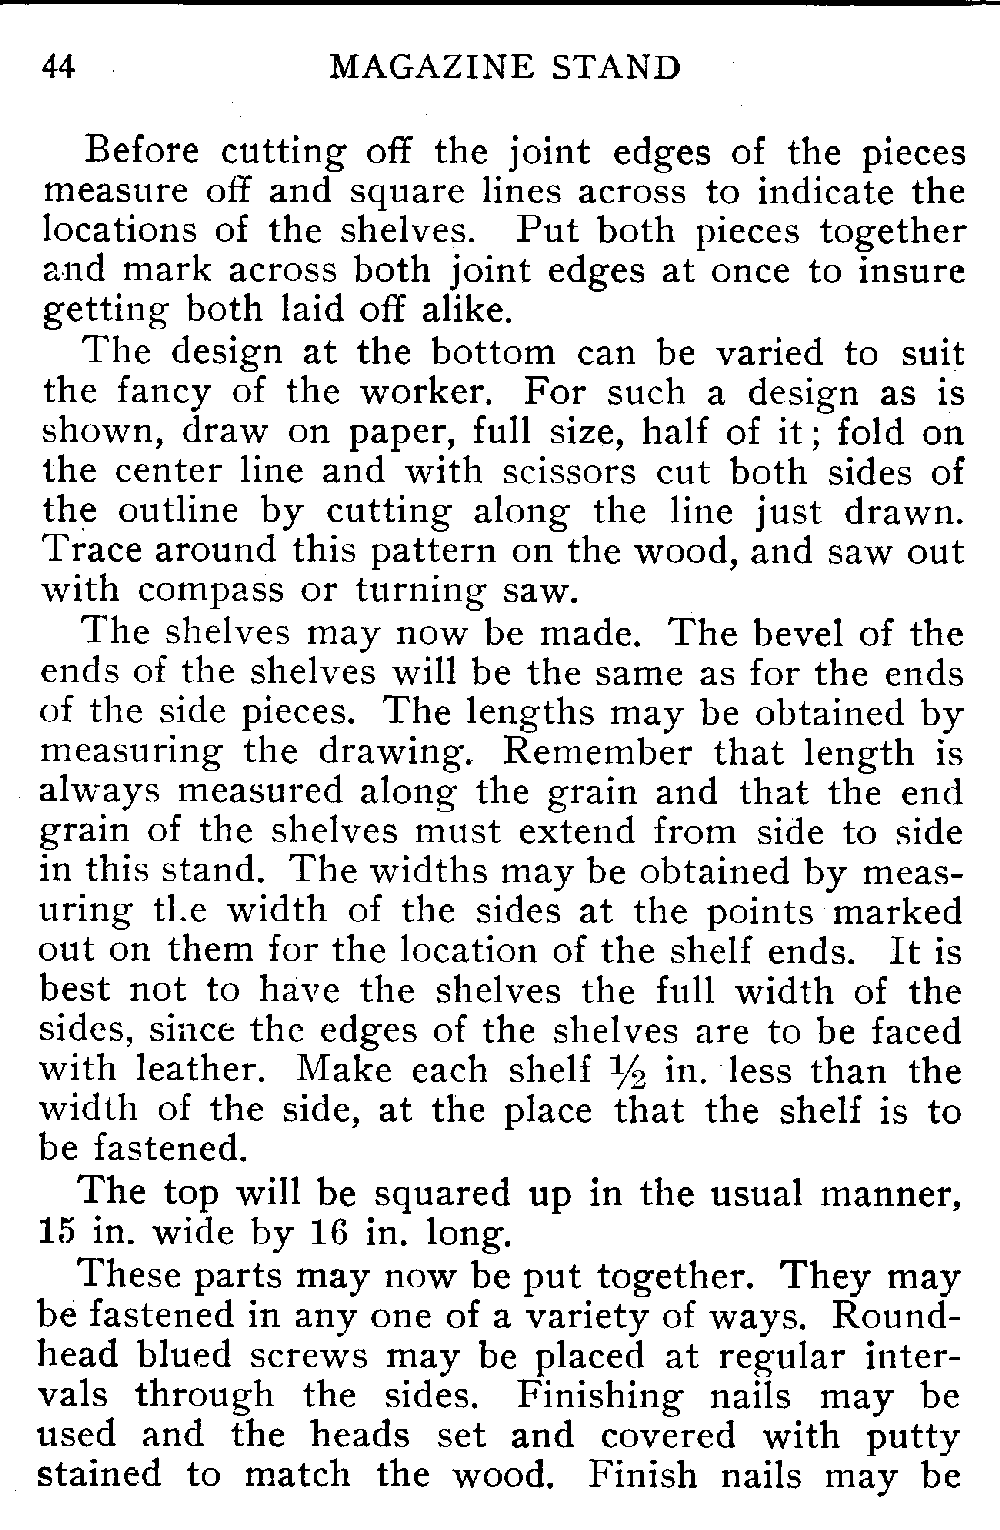 44 MAGAZINE STAND
Before cutting off the joint edges of the pieces
measure off and square lines across to indicate the
locations of the shelves. Put both pieces together
and mark across both joint edges at once to insure
getting both laid off alike.
The design at the bottom can be varied to suit
the fancy of the worker. For such a design as is
shown, draw on paper, full size, half of it; fold on
the center line and with scissors cut both sides of
the outline by cutting along the line just drawn.
Trace around this pattern on the wood, and saw out
with compass or turning saw.
The shelves may now be made. The bevel of the
ends of the shelves will be the same as for the ends
of the side pieces. The lengths may be obtained by
measuring the drawing. Remember that length is
always measured along the grain and that the end
grain of the shelves must extend from side to side
in this stand. The widths may be obtained by meas-
uring the width of the sides at the points marked
out on them for the location of the shelf ends. It is
best not to have the shelves the full width of the
sides, since the edges of the shelves are to be faced
with leather. Make each shelf ½ in. less than the
width of the side, at the place that the shelf is to
be fastened.
The top will be squared up in the usual manner,
15 in. wide by 16 in. long.
These parts may now be put together. They may
be fastened in any one of a variety of ways. Round-
head blued screws may be placed at regular inter-
vals through the sides. Finishing nails may be
used and the heads set and covered with putty
stained to match the wood. Finish nails may be